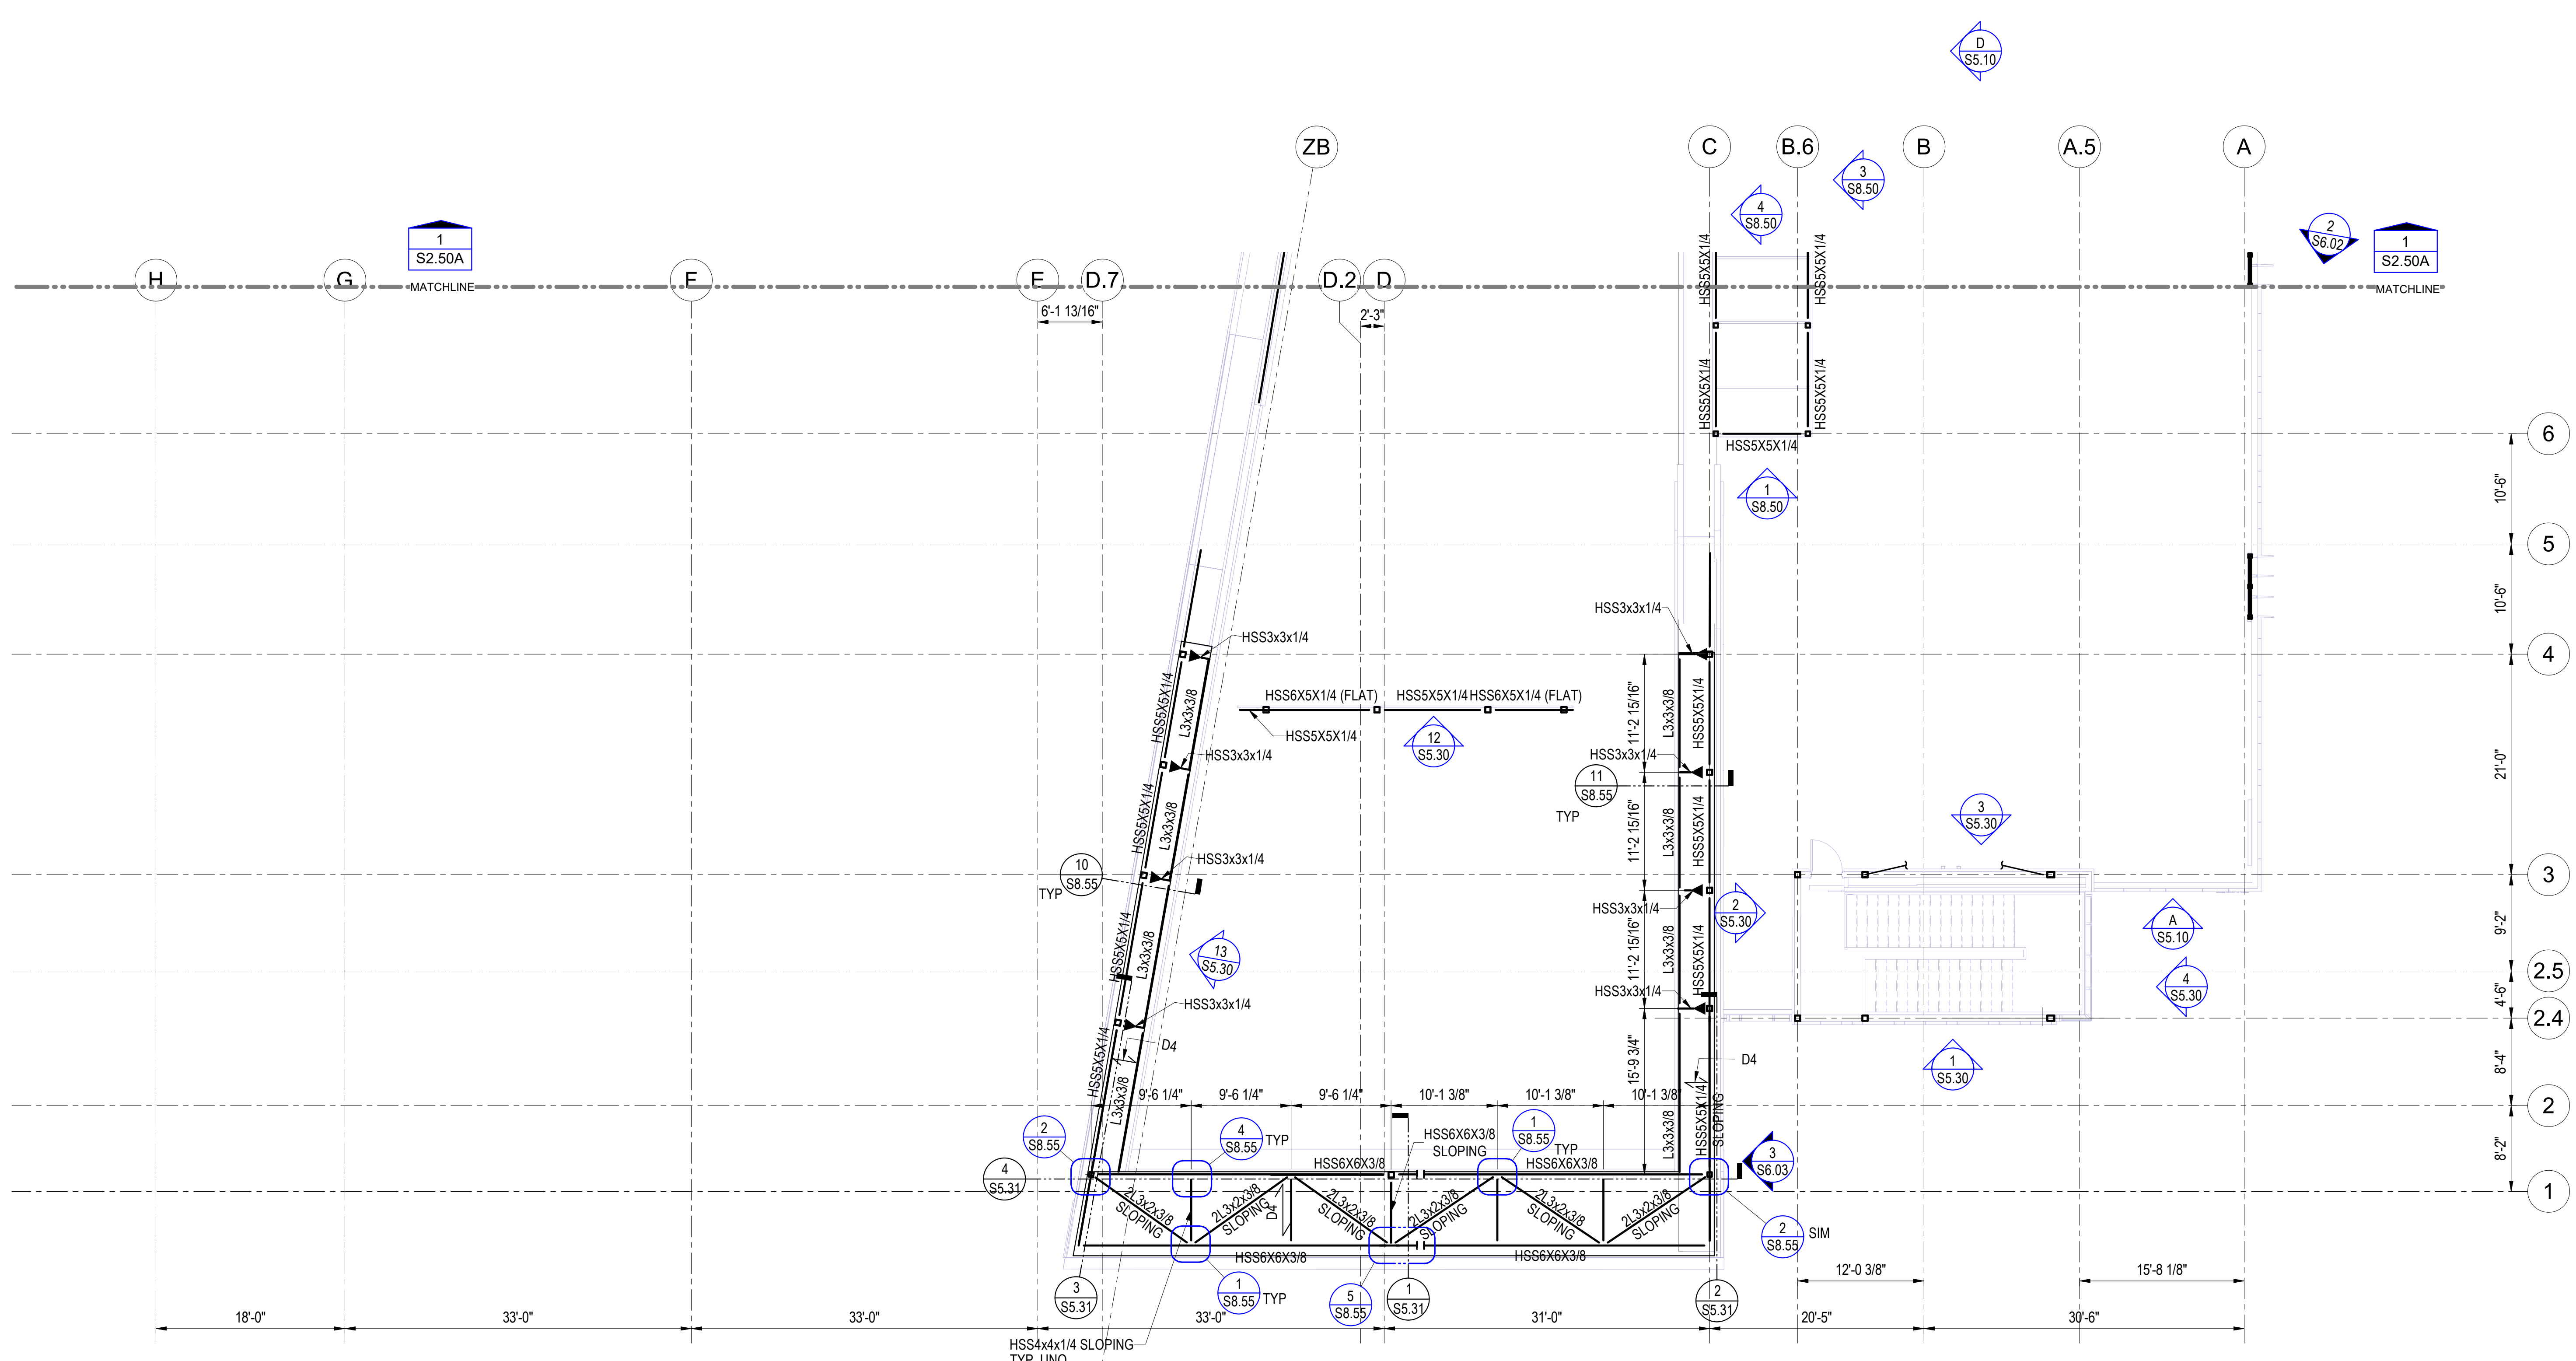 D
S5.10
ZB
C
B.6
B
A.5
A
3
S8.50
4
S8.50
1
S2.50A
2
S6.02
1
S2.50A
H
G
F
E
D.7
D.2
D
MATCHLINE
MATCHLINE
6'-1 13/16"
2'-3"
HSS5X5X1/4
HSS5X5X1/4
HSS5X5X1/4
HSS5X5X1/4
HSS5X5X1/4
6
1
S8.50
10'-6"
5
10'-6"
HSS3x3x1/4
HSS3x3x1/4
4
HSS6X5X1/4 (FLAT)
HSS5X5X1/4
HSS6X5X1/4 (FLAT)
HSS5X5X1/4
12
S5.30
HSS5X5X1/4
L3x3x3/8
HSS3x3x1/4
11'-2 15/16"
L3x3x3/8
HSS5X5X1/4
HSS3x3x1/4
21'-0"
11
S8.55
TYP
HSS5X5X1/4
L3x3x3/8
11'-2 15/16"
L3x3x3/8
HSS5X5X1/4
3
S5.30
HSS3x3x1/4
10
S8.55
TYP
3
HSS3x3x1/4
2
S5.30
9'-2"
A
S5.10
HSS5X5X1/4
L3x3x3/8
13
S5.30
11'-2 15/16"
L3x3x3/8
HSS5X5X1/4
2.5
4
S5.30
4'-6"
HSS3x3x1/4
HSS3x3x1/4
2.4
HSS5X5X1/4
L3x3x3/8
D4
15'-9 3/4"
D4
1
S5.30
8'-4"
9'-6 1/4"
9'-6 1/4"
9'-6 1/4"
10'-1 3/8"
10'-1 3/8"
10'-1 3/8"
2
L3x3x3/8
HSS5X5X1/4
SLOPING
2
S8.55
4
S8.55
TYP
HSS6X6X3/8
SLOPING
1
S8.55
TYP
8'-2"
HSS6X6X3/8
HSS6X6X3/8
3
S6.03
4
S5.31
1
2L3x2x3/8
SLOPING
2L3x2x3/8
SLOPING
D4
2L3x2x3/8
SLOPING
2L3x2x3/8
SLOPING
2L3x2x3/8
SLOPING
2L3x2x3/8
SLOPING
2
S8.55
SIM
HSS6X6X3/8
HSS6X6X3/8
12'-0 3/8"
15'-8 1/8"
3
S5.31
1
S8.55
TYP
5
S8.55
1
S5.31
2
S5.31
18'-0"
33'-0"
33'-0"
33'-0"
31'-0"
20'-5"
30'-6"
HSS4x4x1/4 SLOPING
TYP UNO